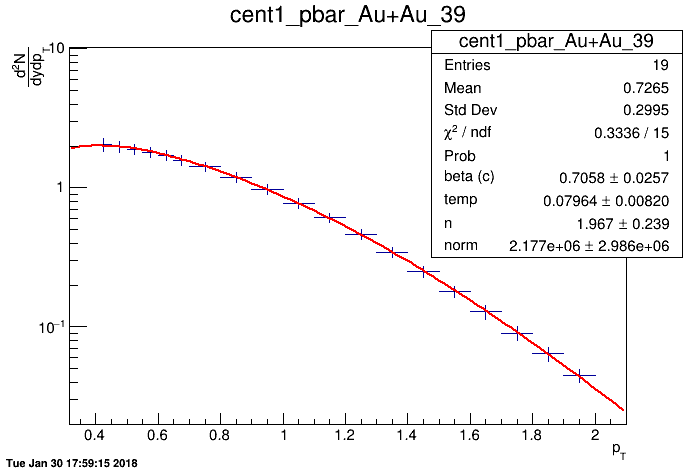 cent1_pbar_Au+Au_39
d²N
dydp_T
10
1
10⁻¹
cent1_pbar_Au+Au_39
Entries 19
Mean 0.7265
Std Dev 0.2995
χ² / ndf 0.3336 / 15
Prob 1
beta (c) 0.7058 ± 0.0257
temp 0.07964 ± 0.00820
n 1.967 ± 0.239
norm 2.177e+06 ± 2.986e+06
0.4 0.6 0.8 1 1.2 1.4 1.6 1.8 2
p_T
Tue Jan 30 17:59:15 2018